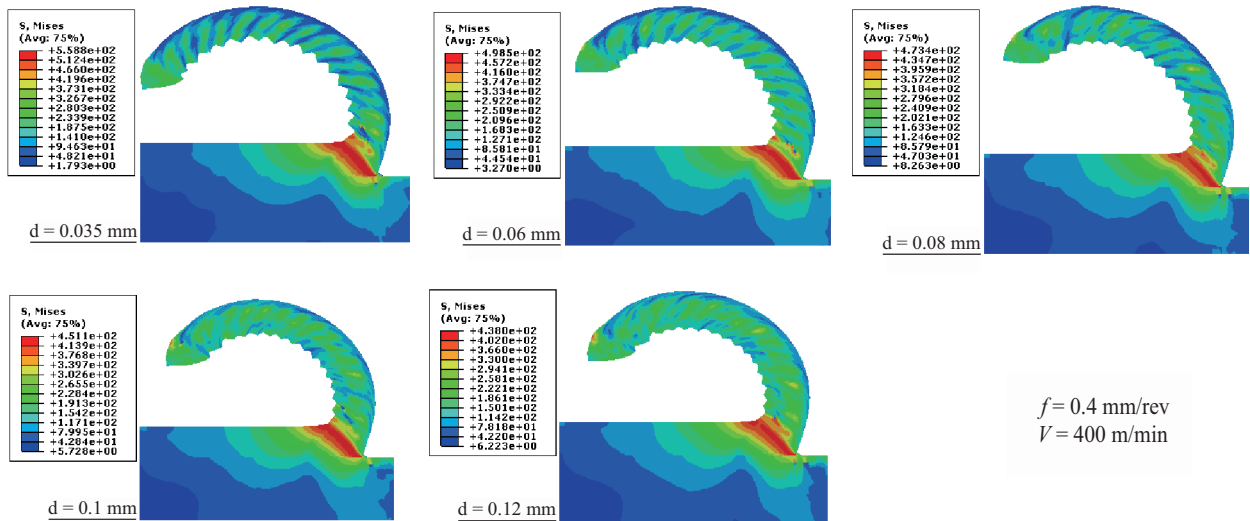 S, Mises
(Avg: 75%)
+5.588e+02
+5.124e+02
+4.660e+02
+4.196e+02
+3.731e+02
+3.267e+02
+2.803e+02
+2.339e+02
+1.875e+02
+1.410e+02
+9.463e+01
+4.821e+01
+1.793e+00
d = 0.035 mm
S, Mises
(Avg: 75%)
+4.985e+02
+4.572e+02
+4.160e+02
+3.747e+02
+3.334e+02
+2.922e+02
+2.509e+02
+2.096e+02
+1.683e+02
+1.271e+02
+8.581e+01
+4.454e+01
+3.270e+00
d = 0.06 mm
S, Mises
(Avg: 75%)
+4.734e+02
+4.347e+02
+3.959e+02
+3.572e+02
+3.184e+02
+2.796e+02
+2.409e+02
+2.021e+02
+1.633e+02
+1.246e+02
+8.579e+01
+4.703e+01
+8.263e+00
d = 0.08 mm
S, Mises
(Avg: 75%)
+4.511e+02
+4.139e+02
+3.768e+02
+3.397e+02
+3.026e+02
+2.655e+02
+2.284e+02
+1.913e+02
+1.542e+02
+1.171e+02
+7.995e+01
+4.284e+01
+5.728e+00
d = 0.1 mm
S, Mises
(Avg: 75%)
+4.380e+02
+4.020e+02
+3.660e+02
+3.300e+02
+2.941e+02
+2.581e+02
+2.221e+02
+1.861e+02
+1.501e+02
+1.142e+02
+7.818e+01
+4.220e+01
+6.223e+00
d = 0.12 mm
f = 0.4 mm/rev
V = 400 m/min